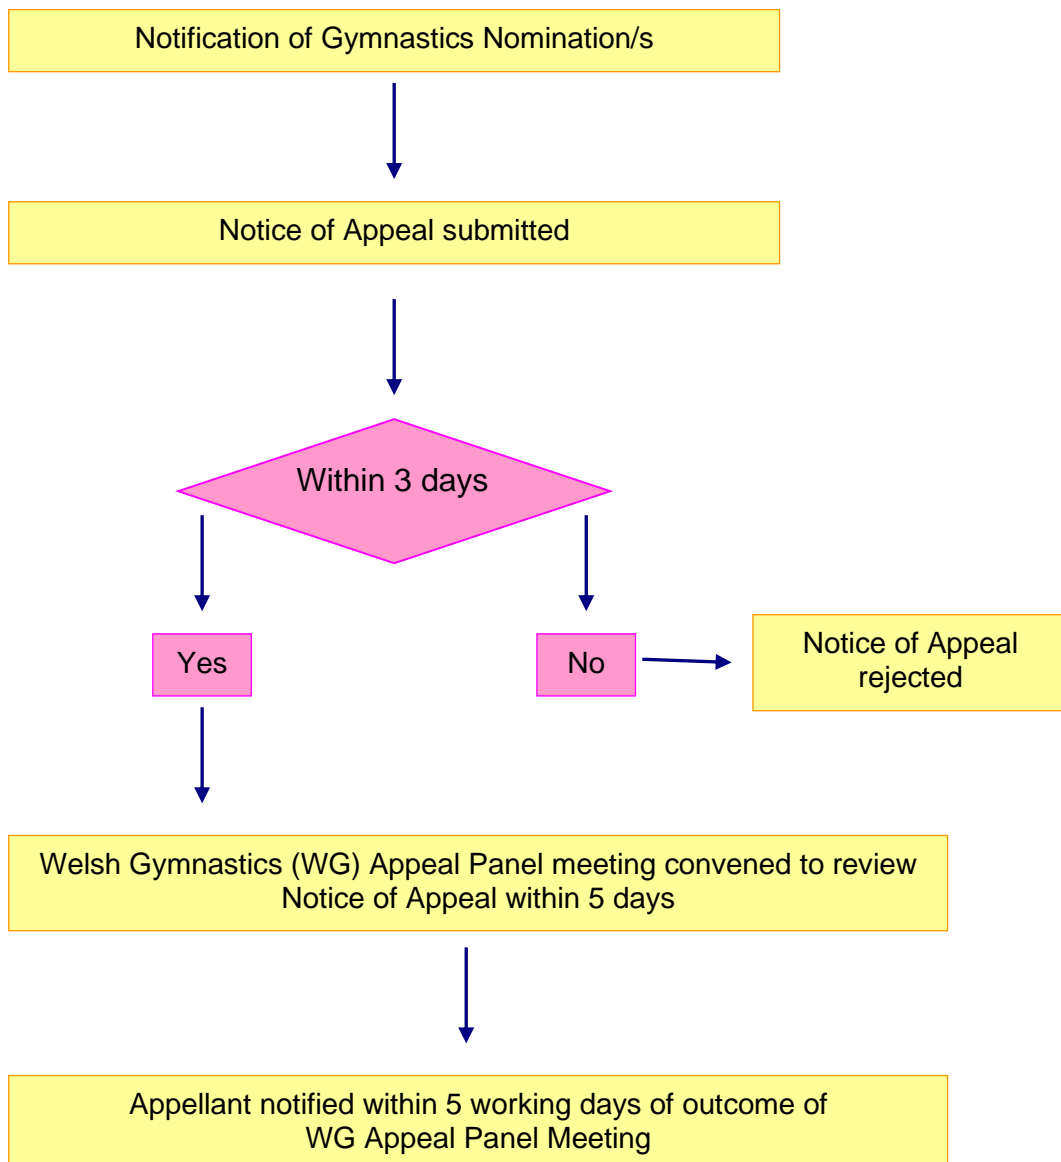 Notification of Gymnastics Nomination/s
Notice of Appeal submitted
Within 3 days
Yes
No
Notice of Appeal
rejected
Welsh Gymnastics (WG) Appeal Panel meeting convened to review
Notice of Appeal within 5 days
Appellant notified within 5 working days of outcome of
WG Appeal Panel Meeting